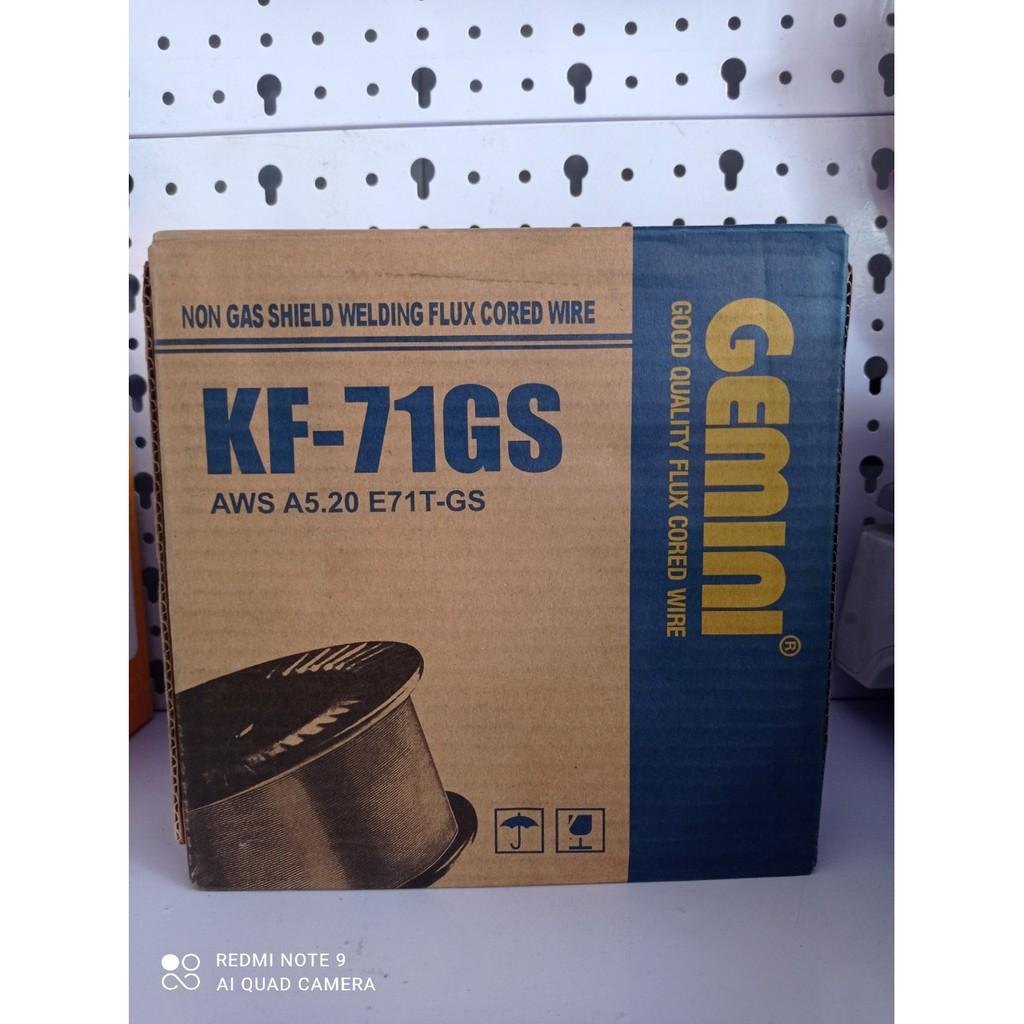 NON GAS SHIELD WELDING FLUX CORED WIRE
KF-71GS
AWS A5.20 E71T-GS
GEMINI®
GOOD QUALITY FLUX CORED WIRE
REDMI NOTE 9
AI QUAD CAMERA